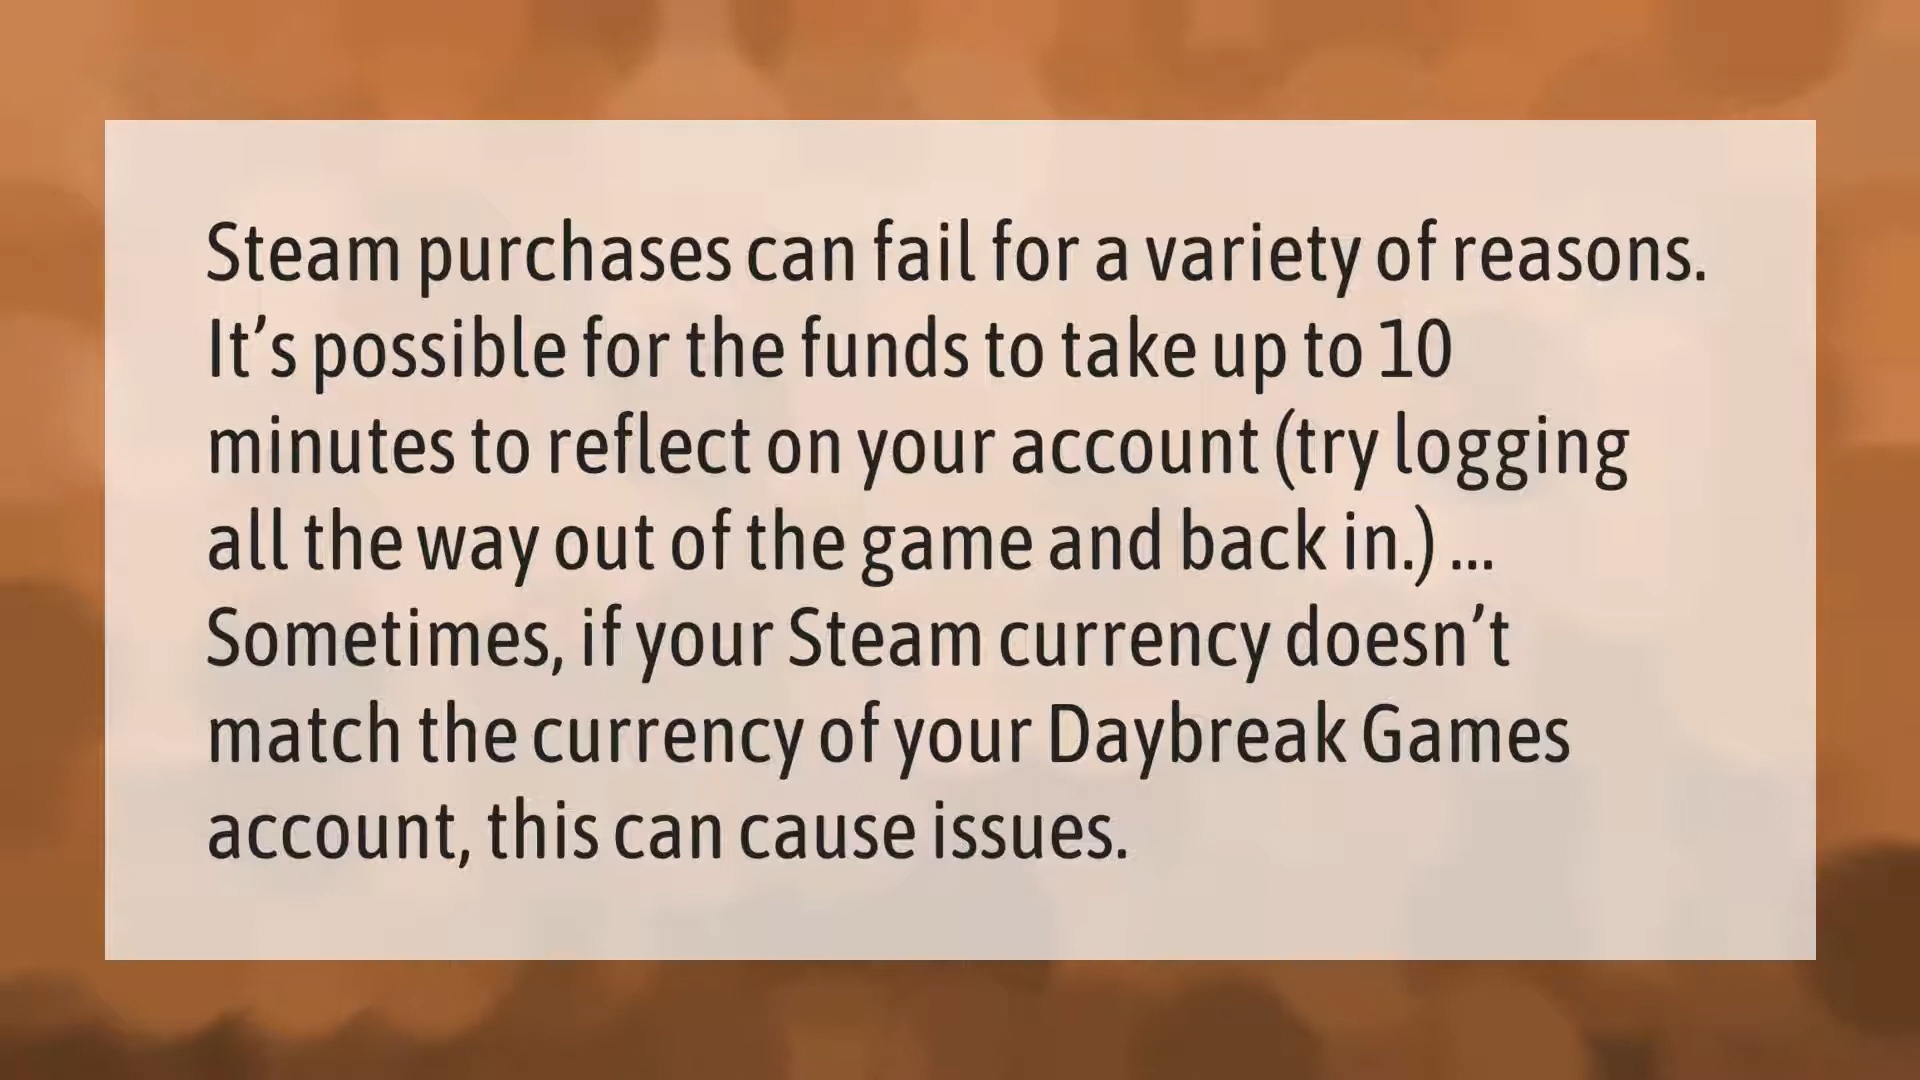 Steam purchases can fail for a variety of reasons.
It’s possible for the funds to take up to 10
minutes to reflect on your account (try logging
all the way out of the game and back in.) ...
Sometimes, if your Steam currency doesn’t
match the currency of your Daybreak Games
account, this can cause issues.